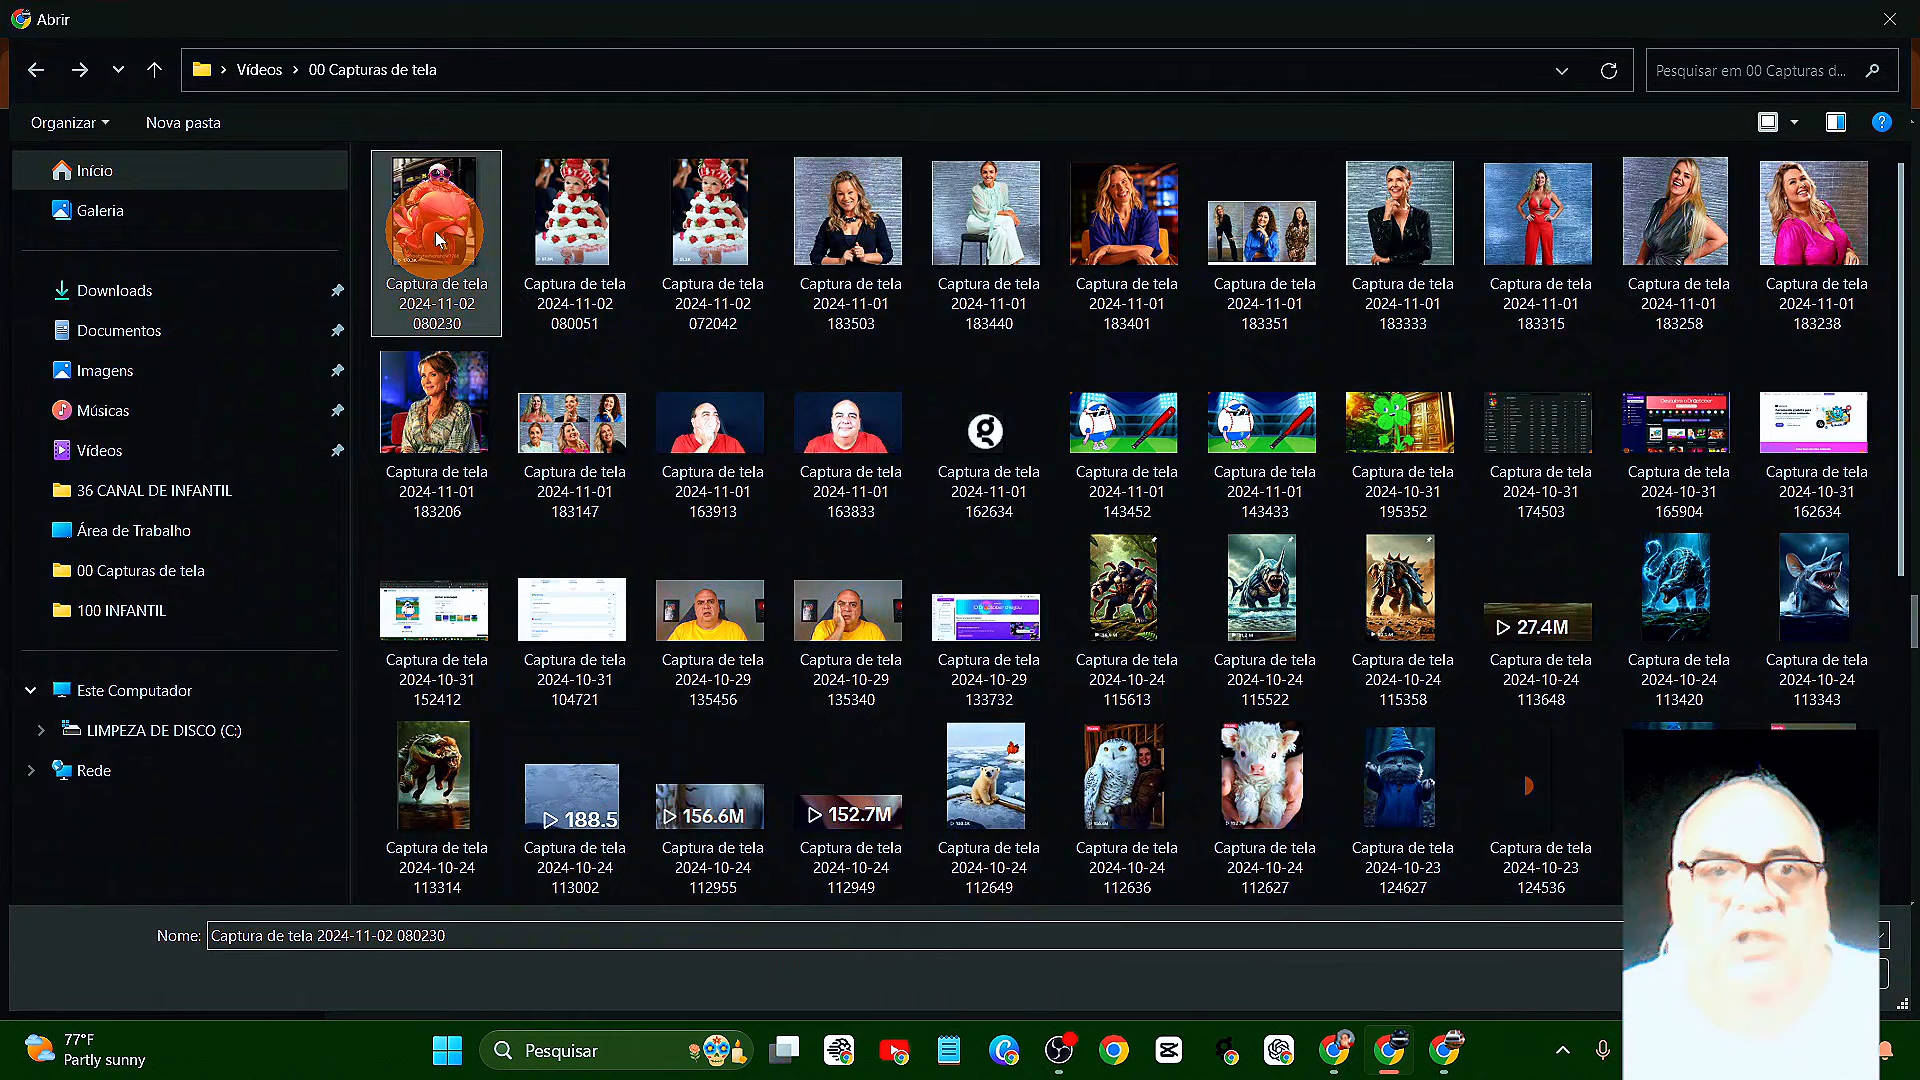 Abrir
Vídeos
00 Capturas de tela
Pesquisar em 00 Capturas d...
Organizar
Nova pasta
Início
Galeria
Downloads
Documentos
Imagens
Músicas
Vídeos
36 CANAL DE INFANTIL
Área de Trabalho
00 Capturas de tela
100 INFANTIL
Este Computador
LIMPEZA DE DISCO (C:)
Rede
Captura de tela
2024-11-02
080230
Captura de tela
2024-11-02
080051
Captura de tela
2024-11-02
072042
Captura de tela
2024-11-01
183503
Captura de tela
2024-11-01
183440
Captura de tela
2024-11-01
183401
Captura de tela
2024-11-01
183351
Captura de tela
2024-11-01
183333
Captura de tela
2024-11-01
183315
Captura de tela
2024-11-01
183258
Captura de tela
2024-11-01
183238
Captura de tela
2024-11-01
183206
Captura de tela
2024-11-01
183147
Captura de tela
2024-11-01
163913
Captura de tela
2024-11-01
163833
g
Captura de tela
2024-11-01
162634
Captura de tela
2024-11-01
143452
Captura de tela
2024-11-01
143433
Captura de tela
2024-10-31
195352
Captura de tela
2024-10-31
174503
Captura de tela
2024-10-31
165904
Captura de tela
2024-10-31
162634
Captura de tela
2024-10-31
152412
Captura de tela
2024-10-31
104721
Captura de tela
2024-10-29
135456
Captura de tela
2024-10-29
135340
Captura de tela
2024-10-29
133732
Captura de tela
2024-10-24
115613
Captura de tela
2024-10-24
115522
Captura de tela
2024-10-24
115358
27.4M
Captura de tela
2024-10-24
113648
Captura de tela
2024-10-24
113420
Captura de tela
2024-10-24
113343
Captura de tela
2024-10-24
113314
188.5
Captura de tela
2024-10-24
113002
156.6M
Captura de tela
2024-10-24
112955
152.7M
Captura de tela
2024-10-24
112949
Captura de tela
2024-10-24
112649
Captura de tela
2024-10-24
112636
Captura de tela
2024-10-24
112627
Captura de tela
2024-10-23
124627
Captura de tela
2024-10-23
124536
Nome:
Captura de tela 2024-11-02 080230
77°F
Partly sunny
Pesquisar